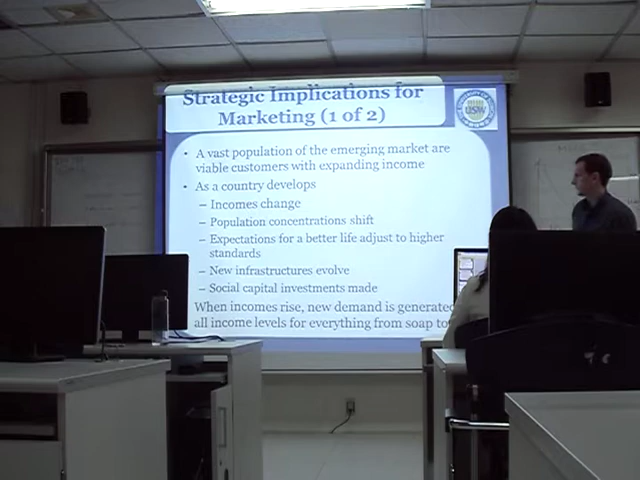 Strategic Implications for
Marketing (1 of 2)
• A vast population of the emerging market are
viable customers with expanding income
• As a country develops
– Incomes change
– Population concentrations shift
– Expectations for a better life adjust to higher
standards
– New infrastructures evolve
– Social capital investments made
When incomes rise, new demand is generate
all income levels for everything from soap to
USW